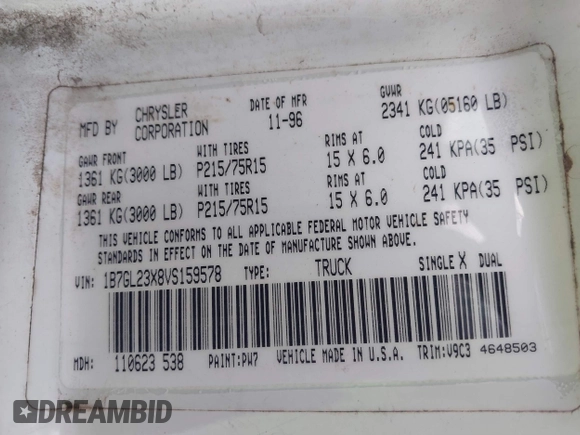 MFD BY CHRYSLER CORPORATION DATE OF MFR 11-96 GVWR 2341 KG(05160 LB)
GAWR FRONT WITH TIRES RIMS AT COLD
1361 KG(3000 LB) P215/75R15 15 X 6.0 241 KPA(35 PSI)
GAWR REAR WITH TIRES RIMS AT COLD
1361 KG(3000 LB) P215/75R15 15 X 6.0 241 KPA(35 PSI)
THIS VEHICLE CONFORMS TO ALL APPLICABLE FEDERAL MOTOR VEHICLE SAFETY
STANDARDS IN EFFECT ON THE DATE OF MANUFACTURE SHOWN ABOVE.
VIN: 1B7GL23X8VS159578 TYPE: TRUCK SINGLE X DUAL
MDH: 110623 538 PAINT:PW7 VEHICLE MADE IN U.S.A. TRIM:V9C3 4648503
DREAMBID